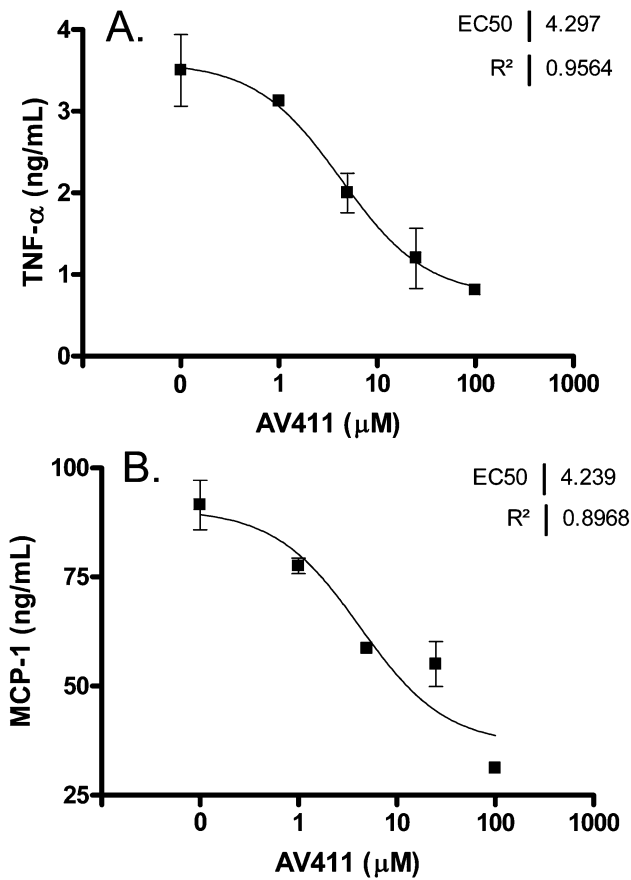 A.
EC50 | 4.297
R² | 0.9564
4
3
2
1
0
TNF-α (ng/mL)
0 1 10 100 1000
AV411 (μM)
B.
EC50 | 4.239
R² | 0.8968
100
75
50
25
MCP-1 (ng/mL)
0 1 10 100 1000
AV411 (μM)